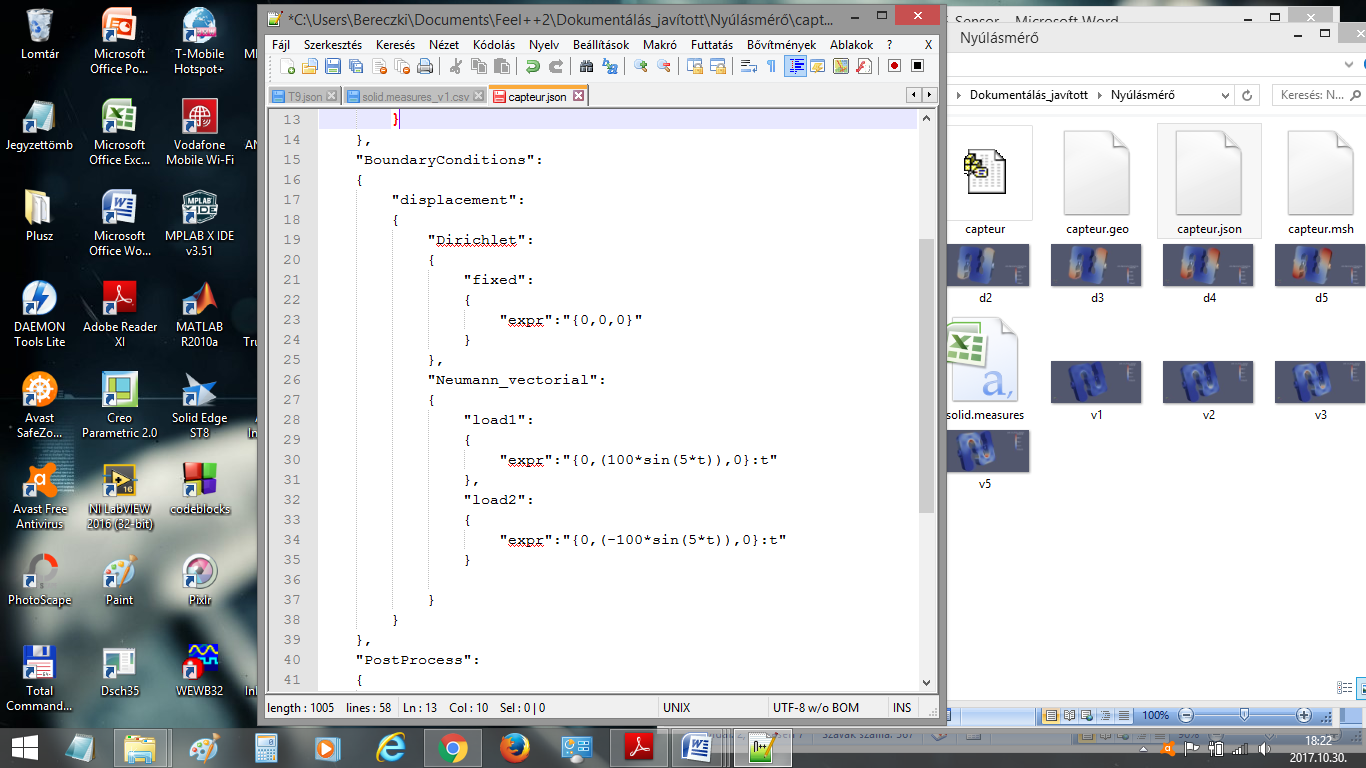 Lomtár
Microsoft Office Po...
T-Mobile Hotspot+
Jegyzettömb
Microsoft Office Exc...
Vodafone Mobile Wi-Fi
Plusz
Microsoft Office Wo...
MPLAB X IDE v3.51
DAEMON Tools Lite
Adobe Reader XI
MATLAB R2010a
Avast SafeZo...
Creo Parametric 2.0
Solid Edge ST8
Avast Free Antivirus
NI LabVIEW 2016 (32-bit)
codeblocks
PhotoScape
Paint
Pixlr
Total Command...
Dsch35
WEWB32
*C:\Users\Bereczki\Documents\Feel++2\Dokumentálás_javított\Nyúlásmérő\capt...
Fájl Szerkesztés Keresés Nézet Kódolás Nyelv Beállítások Makró Futtatás Bővítmények Ablakok ? X
T9.json solid.measures_v1.csv capteur.json
13 }
14 },
15 "BoundaryConditions":
16 {
17 "displacement":
18 {
19 "Dirichlet":
20 {
21 "fixed":
22 {
23 "expr":"{0,0,0}"
24 }
25 },
26 "Neumann_vectorial":
27 {
28 "load1":
29 {
30 "expr":"{0,(100*sin(5*t)),0}:t"
31 },
32 "load2":
33 {
34 "expr":"{0,(-100*sin(5*t)),0}:t"
35 }
36
37 }
38 }
39 },
40 "PostProcess":
41 {
length : 1005 lines : 58 Ln : 13 Col : 10 Sel : 0 | 0 UNIX UTF-8 w/o BOM INS
Sensor - Microsoft Word
Nyúlásmérő
Dokumentálás_javított Nyúlásmérő Keresés: N...
capteur capteur.geo capteur.json capteur.msh
d2 d3 d4 d5
solid.measures v1 v2 v3
v5
100%
18:22
2017.10.30.